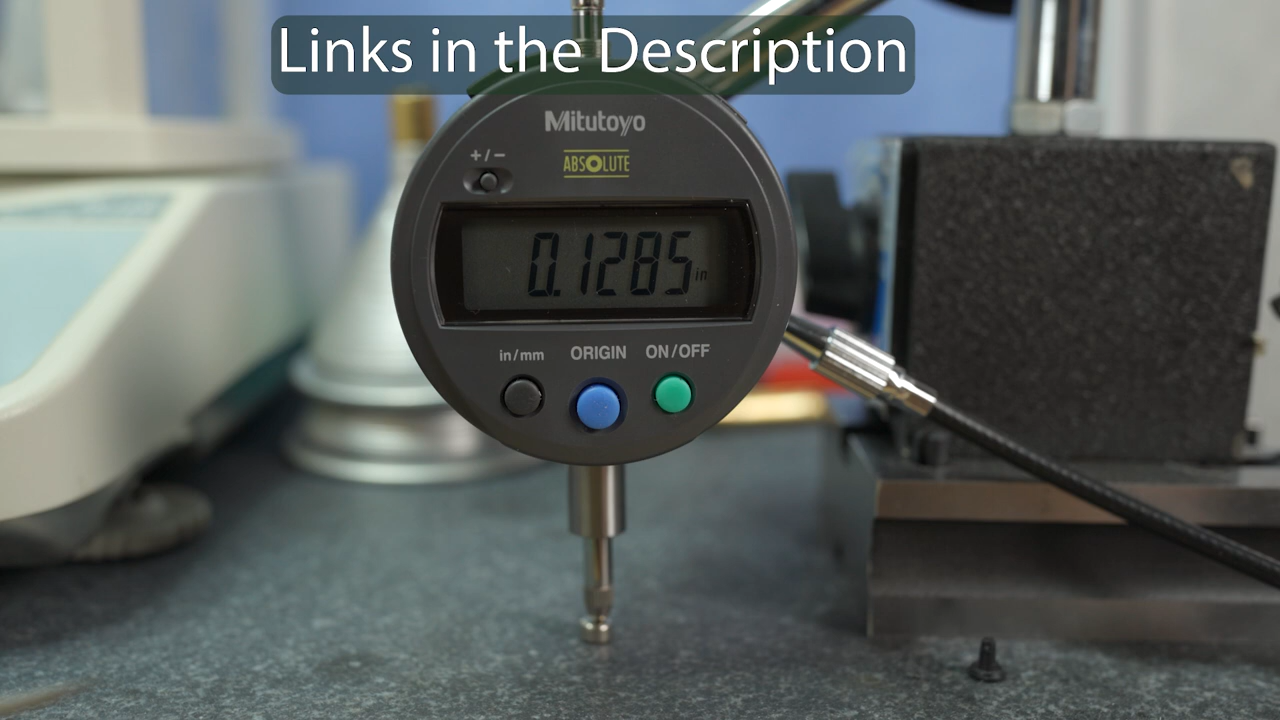 Links in the Description
Mitutoyo
+/−
ABSOLUTE
0.1285 in
in/mm ORIGIN ON/OFF